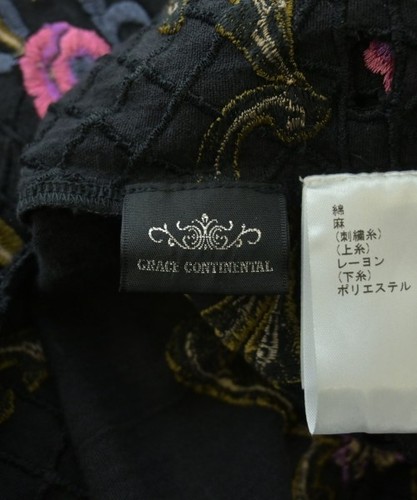 GRACE CONTINENTAL
綿
麻
(刺繍糸)
(上糸)
レーヨン
(下糸)
ポリエステル